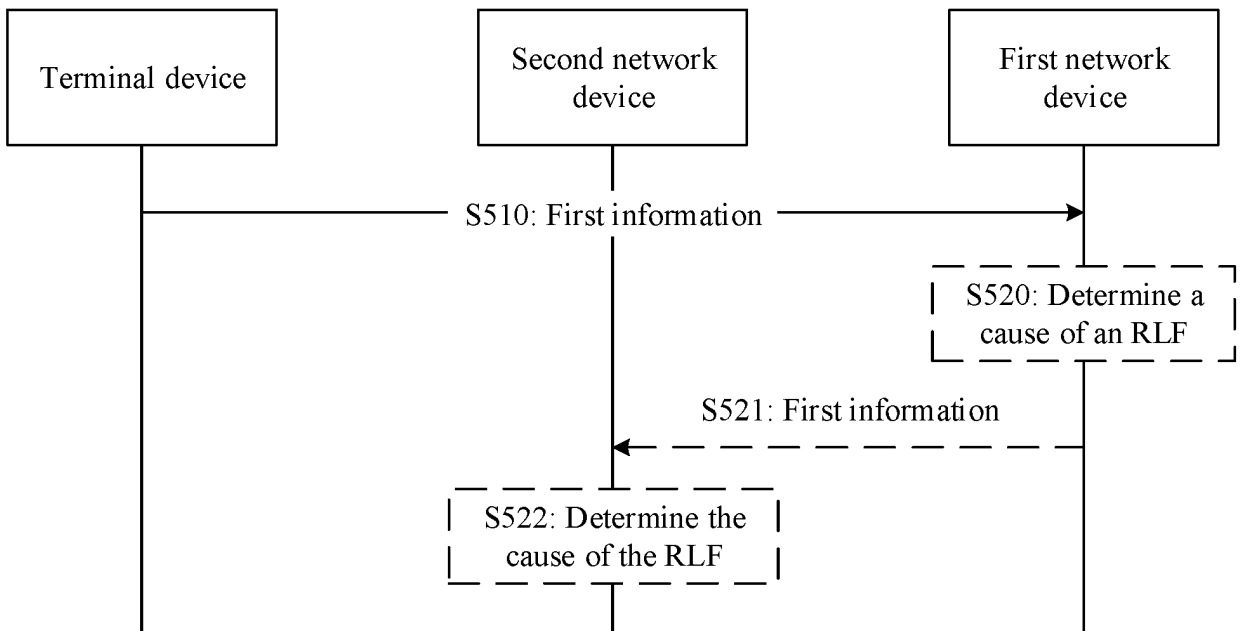 Terminal device
Second network
device
First network
device
S510: First information
S520: Determine a
cause of an RLF
S521: First information
S522: Determine the
cause of the RLF